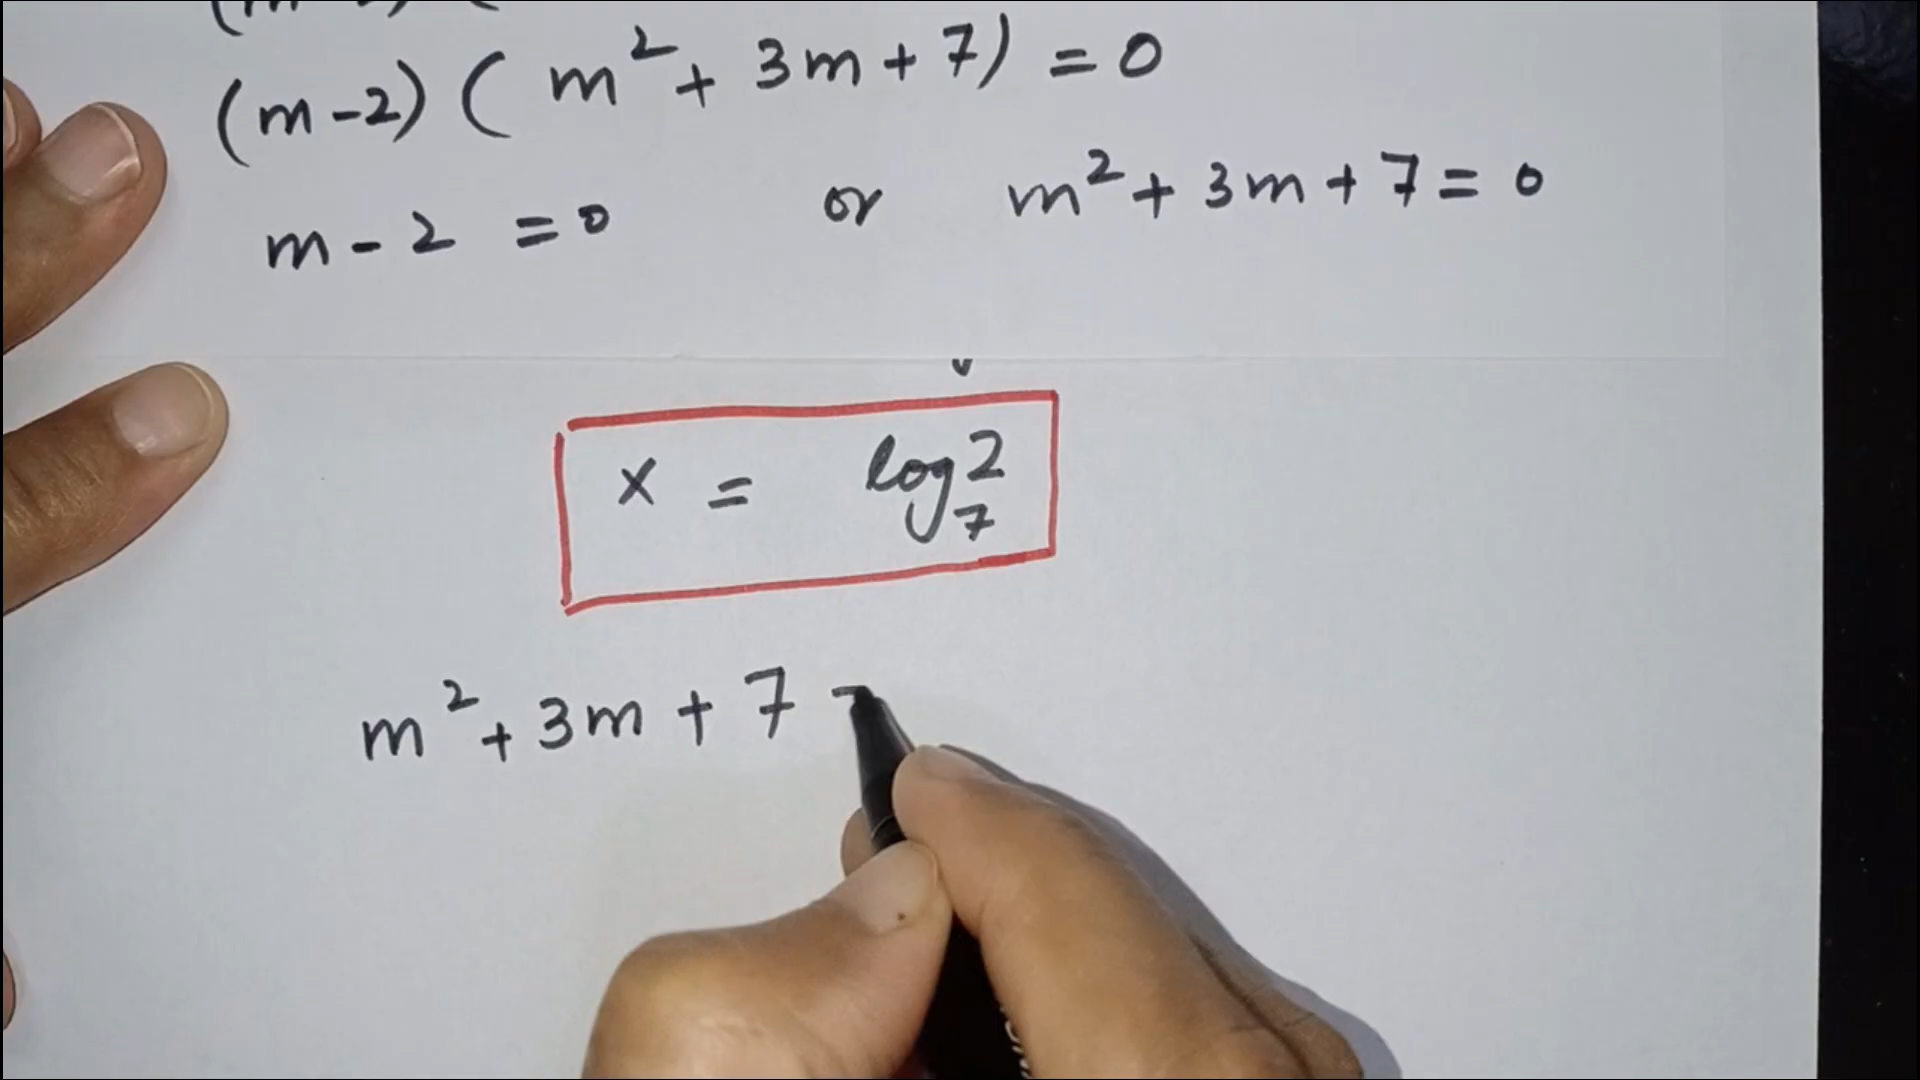 (m-2) ( m² + 3m + 7) = 0
m - 2 = 0 or m² + 3m + 7 = 0
x = log₇2
m² + 3m + 7